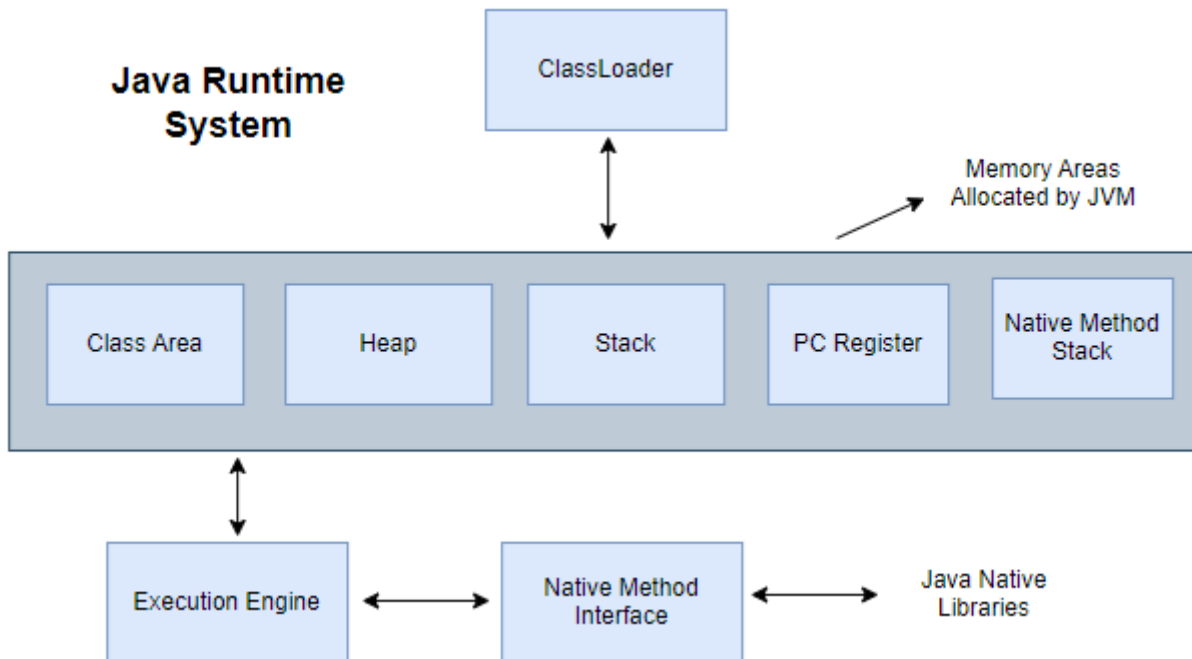 Java Runtime
System
ClassLoader
Memory Areas
Allocated by JVM
Class Area
Heap
Stack
PC Register
Native Method
Stack
Execution Engine
Native Method
Interface
Java Native
Libraries